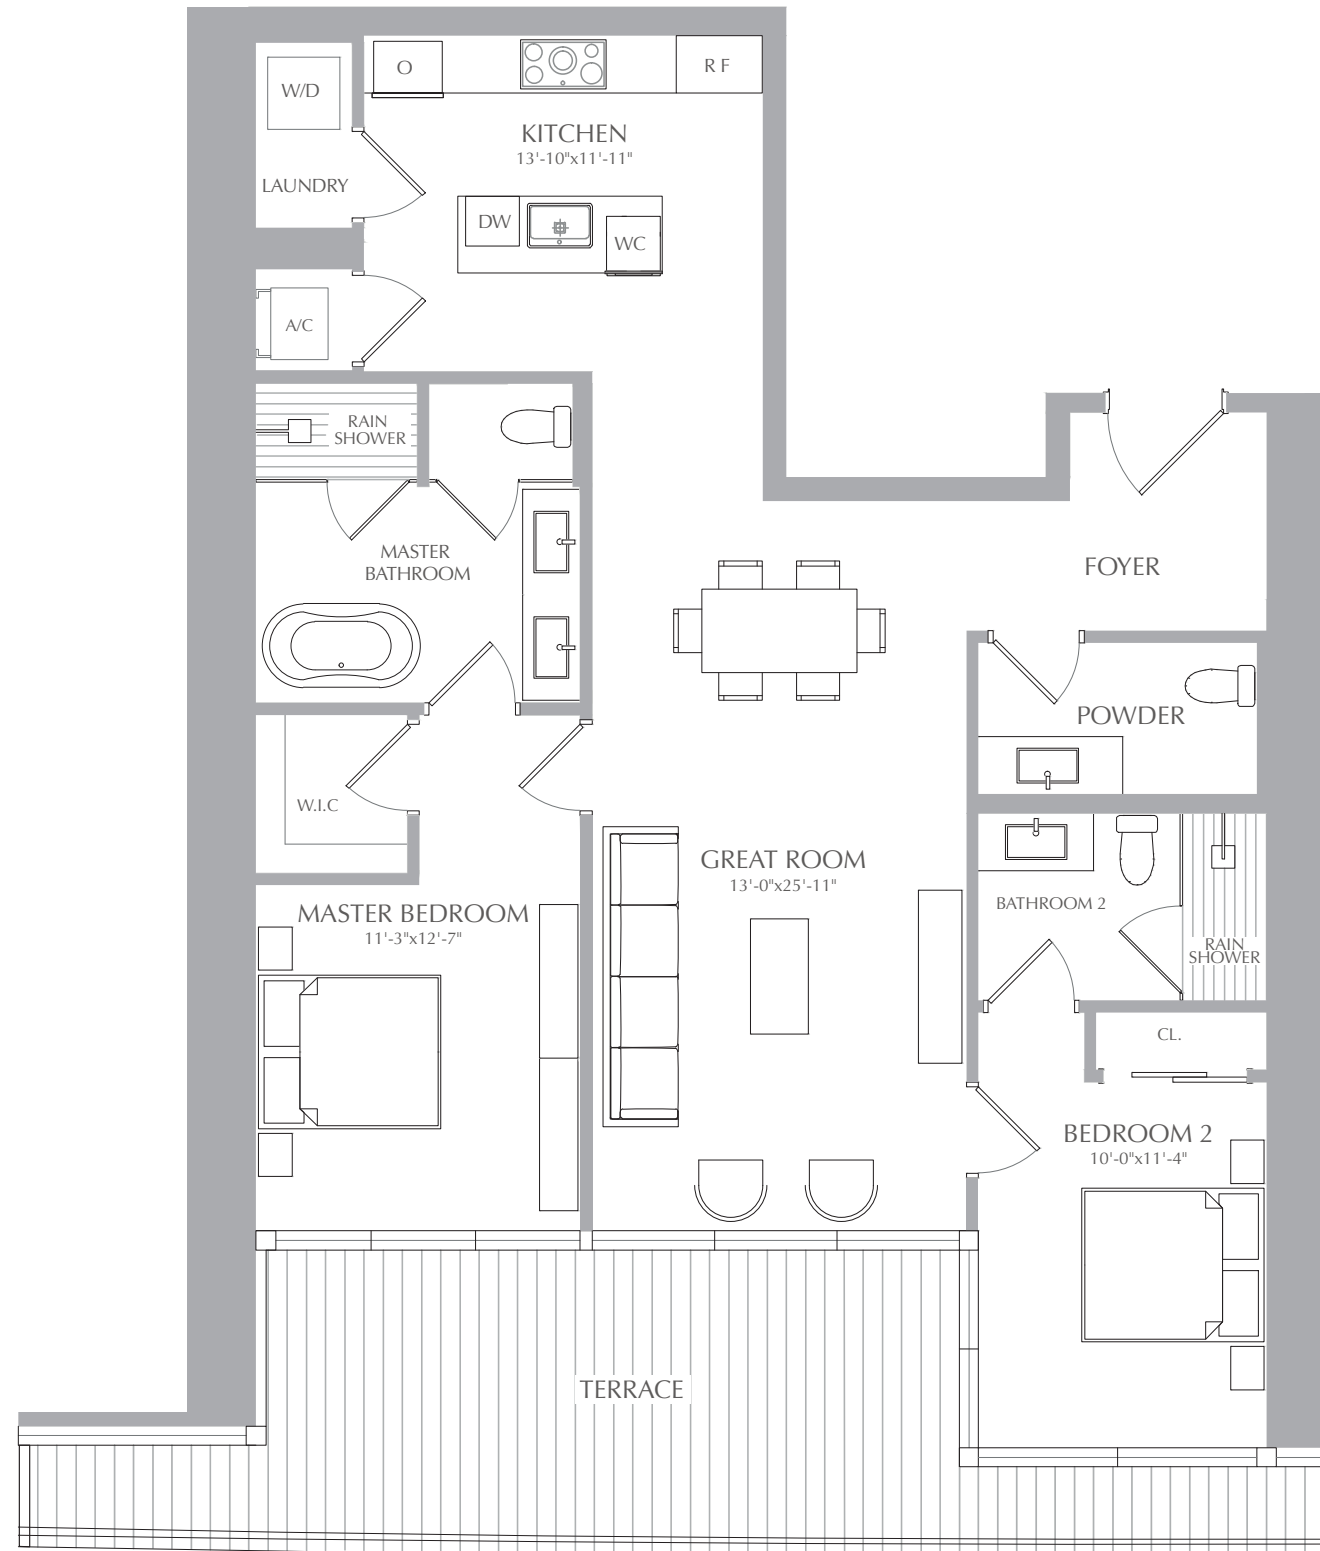 O
R F
W/D
KITCHEN
13'-10"x11'-11"
LAUNDRY
DW
WC
A/C
RAIN
SHOWER
MASTER
BATHROOM
FOYER
POWDER
W.I.C
GREAT ROOM
13'-0"x25'-11"
MASTER BEDROOM
11'-3"x12'-7"
BATHROOM 2
RAIN
SHOWER
CL.
BEDROOM 2
10'-0"x11'-4"
TERRACE